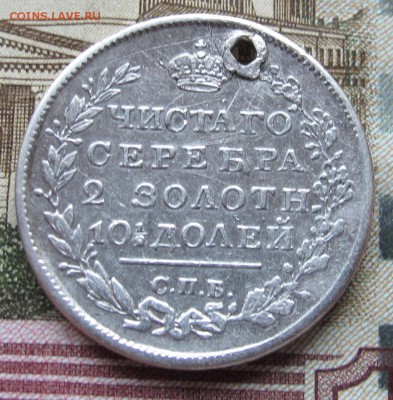 COINS.LAVE.RU
ЧИСТАГО
СЕРЕБРА
2 ЗОЛОТН.
10½ ДОЛЕЙ
С.П.Б.